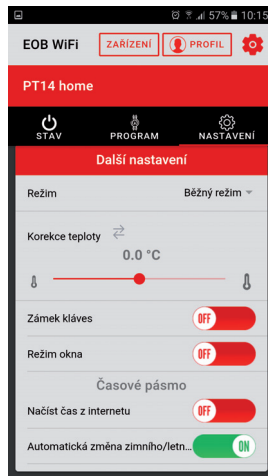 57% 10:15
EOB WiFi ZAŘÍZENÍ PROFIL
PT14 home
STAV PROGRAM NASTAVENÍ
Další nastavení
Režim Běžný režim
Korekce teploty
0.0 °C
Zámek kláves OFF
Režim okna OFF
Časové pásmo
Načíst čas z internetu OFF
Automatická změna zimního/letn... ON